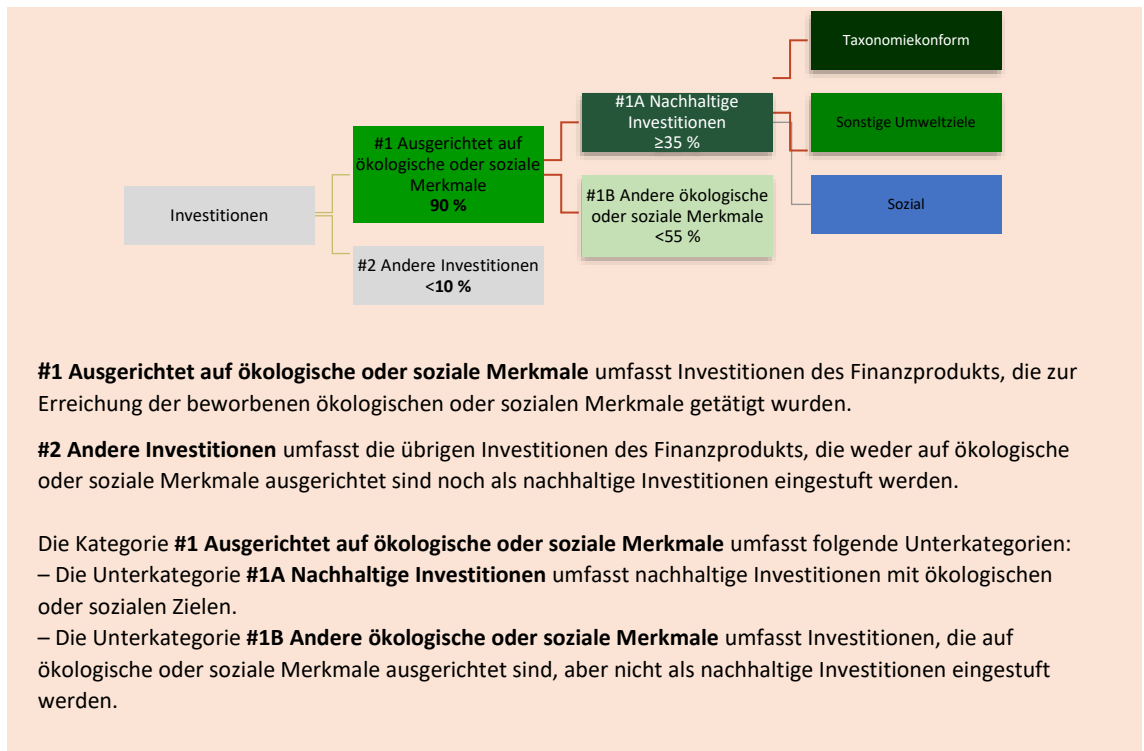 Taxonomiekonform
#1A Nachhaltige
Investitionen
≥35 %
Sonstige Umweltziele
#1 Ausgerichtet auf
ökologische oder soziale
Merkmale
90 %
#1B Andere ökologische
oder soziale Merkmale
<55 %
Sozial
Investitionen
#2 Andere Investitionen
<10 %
#1 Ausgerichtet auf ökologische oder soziale Merkmale umfasst Investitionen des Finanzprodukts, die zur
Erreichung der beworbenen ökologischen oder sozialen Merkmale getätigt wurden.
#2 Andere Investitionen umfasst die übrigen Investitionen des Finanzprodukts, die weder auf ökologische
oder soziale Merkmale ausgerichtet sind noch als nachhaltige Investitionen eingestuft werden.
Die Kategorie #1 Ausgerichtet auf ökologische oder soziale Merkmale umfasst folgende Unterkategorien:
– Die Unterkategorie #1A Nachhaltige Investitionen umfasst nachhaltige Investitionen mit ökologischen
oder sozialen Zielen.
– Die Unterkategorie #1B Andere ökologische oder soziale Merkmale umfasst Investitionen, die auf
ökologische oder soziale Merkmale ausgerichtet sind, aber nicht als nachhaltige Investitionen eingestuft
werden.